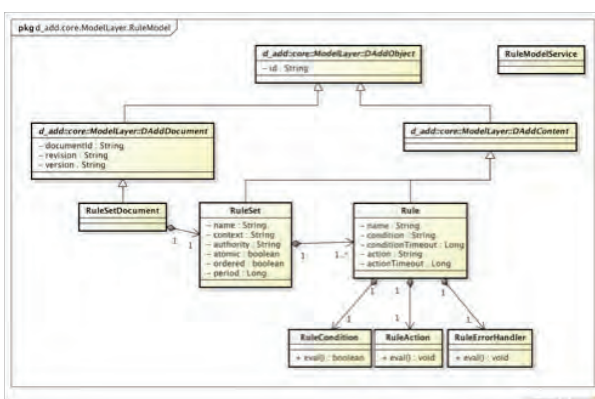 pkg d_add.core.ModelLayer.RuleModel
d_add::core::ModelLayer::DAddObject
- id : String
RuleModelService
d_add::core::ModelLayer::DAddDocument
- documentId : String
- revision : String
- version : String
d_add::core::ModelLayer::DAddContent
RuleSetDocument
1
1
RuleSet
- name : String
- context : String
- authority : String
- atomic : boolean
- ordered : boolean
- period : Long
1
1..*
Rule
- name : String
- condition : String
- conditionTimeout : Long
- action : String
- actionTimeout : Long
1
1
1
1
1
1..
RuleCondition
+ eval() : boolean
RuleAction
+ eval() : void
RuleErrorHandler
+ eval() : void